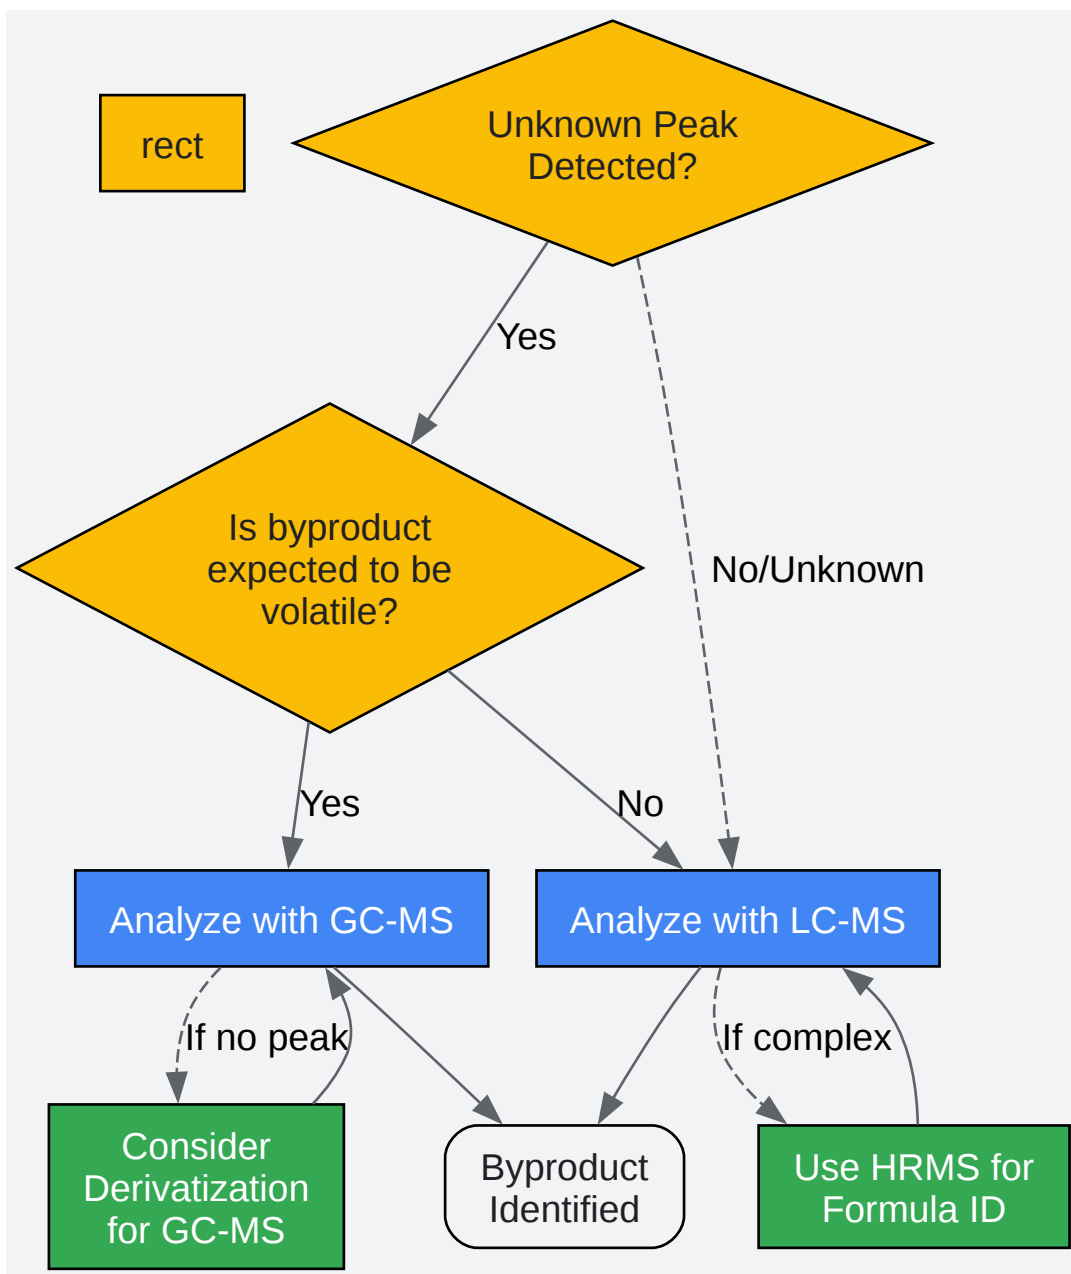 rect
Unknown Peak
Detected?
Yes
Is byproduct
expected to be
volatile?
No/Unknown
Yes
No
Analyze with GC-MS
Analyze with LC-MS
If no peak
If complex
Consider
Derivatization
for GC-MS
Byproduct
Identified
Use HRMS for
Formula ID